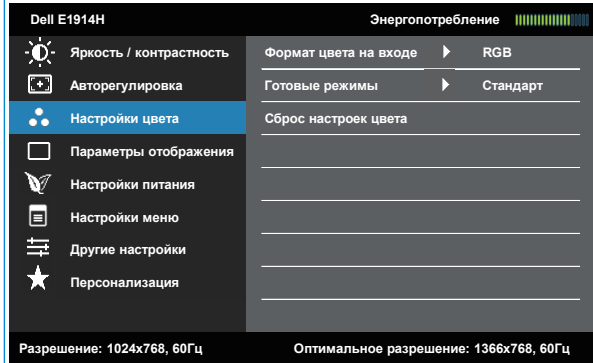 Dell E1914H Энергопотребление
Яркость / контрастность Формат цвета на входе RGB
Авторегулировка Готовые режимы Стандарт
Настройки цвета Сброс настроек цвета
Параметры отображения
Настройки питания
Настройки меню
Другие настройки
Персонализация
Разрешение: 1024x768, 60Гц Оптимальное разрешение: 1366x768, 60Гц